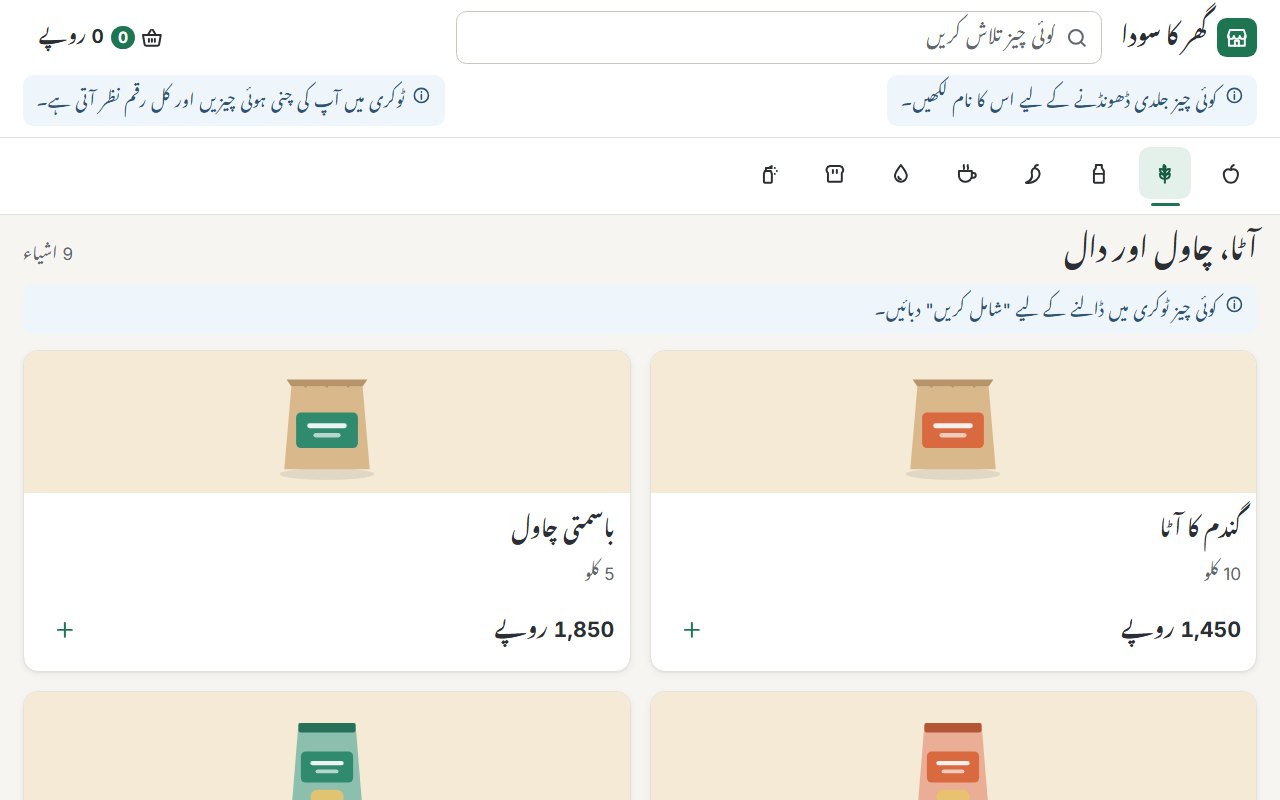 گھر کا سودا
کوئی چیز تلاش کریں
0
0 روپے
کوئی چیز جلدی ڈھونڈنے کے لیے اس کا نام لکھیں۔
ٹوکری میں آپ کی چنی ہوئی چیزیں اور کل رقم نظر آتی ہے۔
آٹا، چاول اور دال
9 اشیاء
کوئی چیز ٹوکری میں ڈالنے کے لیے "شامل کریں" دبائیں۔
گندم کا آٹا
10 کلو
1,450 روپے
باسمتی چاول
5 کلو
1,850 روپے